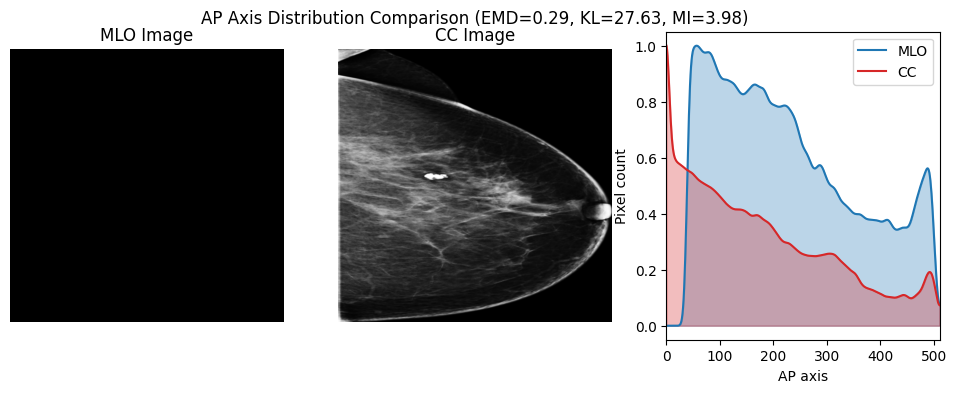 AP Axis Distribution Comparison (EMD=0.29, KL=27.63, MI=3.98)
MLO Image
CC Image
MLO
CC
1.0
0.8
0.6
0.4
0.2
0.0
Pixel count
0 100 200 300 400 500
AP axis